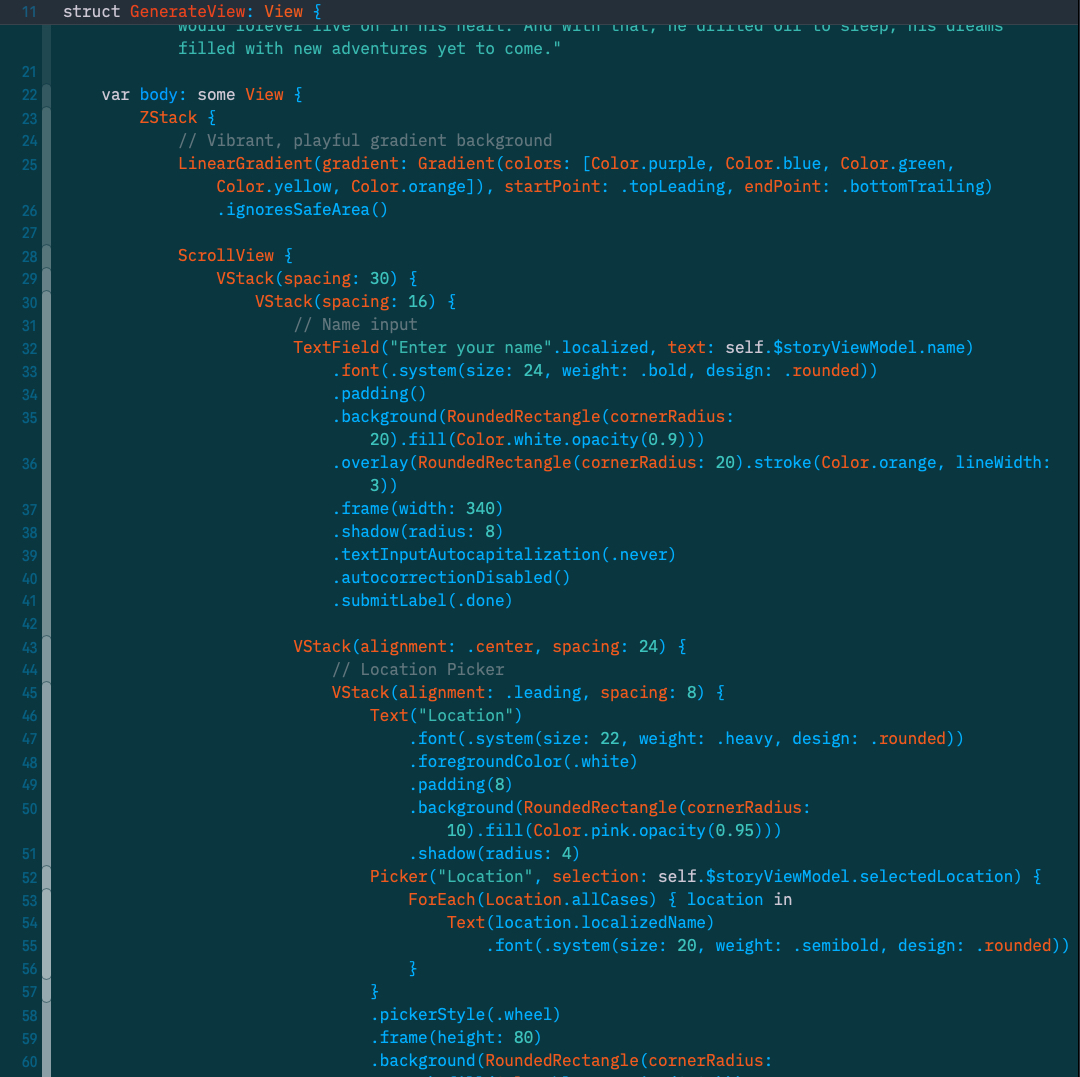 11 struct GenerateView: View {
would forever live on in his heart. And with that, he drifted off to sleep, his dreams
filled with new adventures yet to come."
21
22 var body: some View {
23 ZStack {
24 // Vibrant, playful gradient background
25 LinearGradient(gradient: Gradient(colors: [Color.purple, Color.blue, Color.green,
Color.yellow, Color.orange]), startPoint: .topLeading, endPoint: .bottomTrailing)
26 .ignoresSafeArea()
27
28 ScrollView {
29 VStack(spacing: 30) {
30 VStack(spacing: 16) {
31 // Name input
32 TextField("Enter your name".localized, text: self.$storyViewModel.name)
33 .font(.system(size: 24, weight: .bold, design: .rounded))
34 .padding()
35 .background(RoundedRectangle(cornerRadius:
20).fill(Color.white.opacity(0.9)))
36 .overlay(RoundedRectangle(cornerRadius: 20).stroke(Color.orange, lineWidth:
3))
37 .frame(width: 340)
38 .shadow(radius: 8)
39 .textInputAutocapitalization(.never)
40 .autocorrectionDisabled()
41 .submitLabel(.done)
42
43 VStack(alignment: .center, spacing: 24) {
44 // Location Picker
45 VStack(alignment: .leading, spacing: 8) {
46 Text("Location")
47 .font(.system(size: 22, weight: .heavy, design: .rounded))
48 .foregroundColor(.white)
49 .padding(8)
50 .background(RoundedRectangle(cornerRadius:
10).fill(Color.pink.opacity(0.95)))
51 .shadow(radius: 4)
52 Picker("Location", selection: self.$storyViewModel.selectedLocation) {
53 ForEach(Location.allCases) { location in
54 Text(location.localizedName)
55 .font(.system(size: 20, weight: .semibold, design: .rounded))
56 }
57 }
58 .pickerStyle(.wheel)
59 .frame(height: 80)
60 .background(RoundedRectangle(cornerRadius: